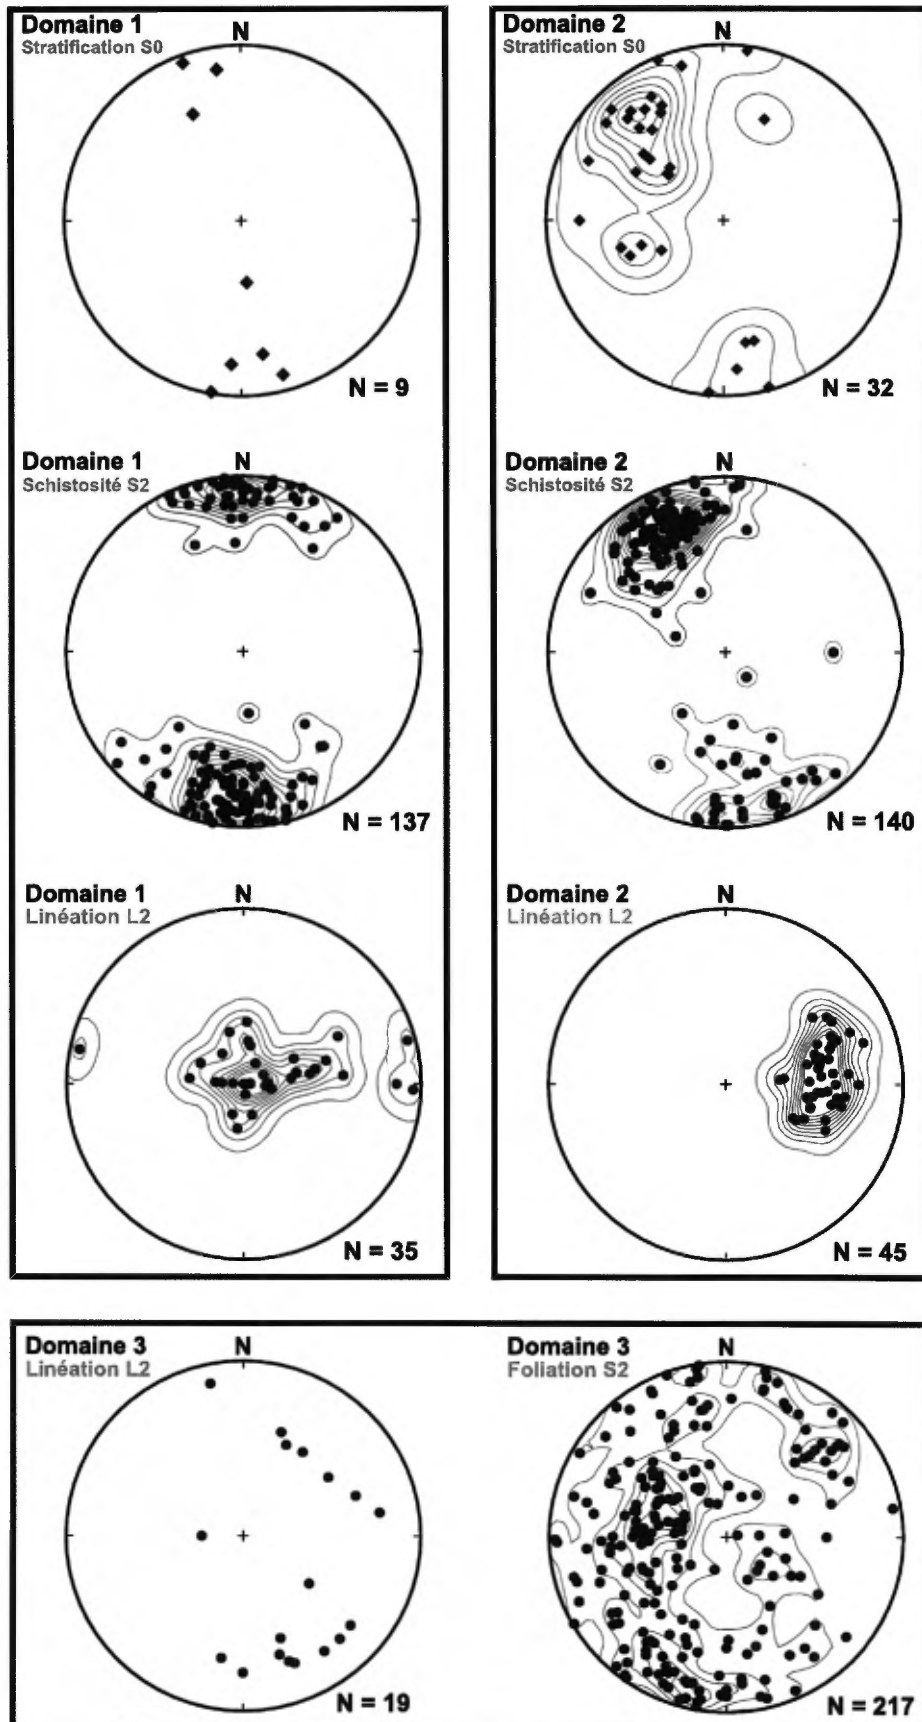 Domaine 1
Stratification S0
N
N = 9
Domaine 2
Stratification S0
N
N = 32
Domaine 1
Schistosité S2
N
N = 137
Domaine 2
Schistosité S2
N
N = 140
Domaine 1
Linéation L2
N
N = 35
Domaine 2
Linéation L2
N
N = 45
Domaine 3
Linéation L2
N
N = 19
Domaine 3
Foliation S2
N
N = 217